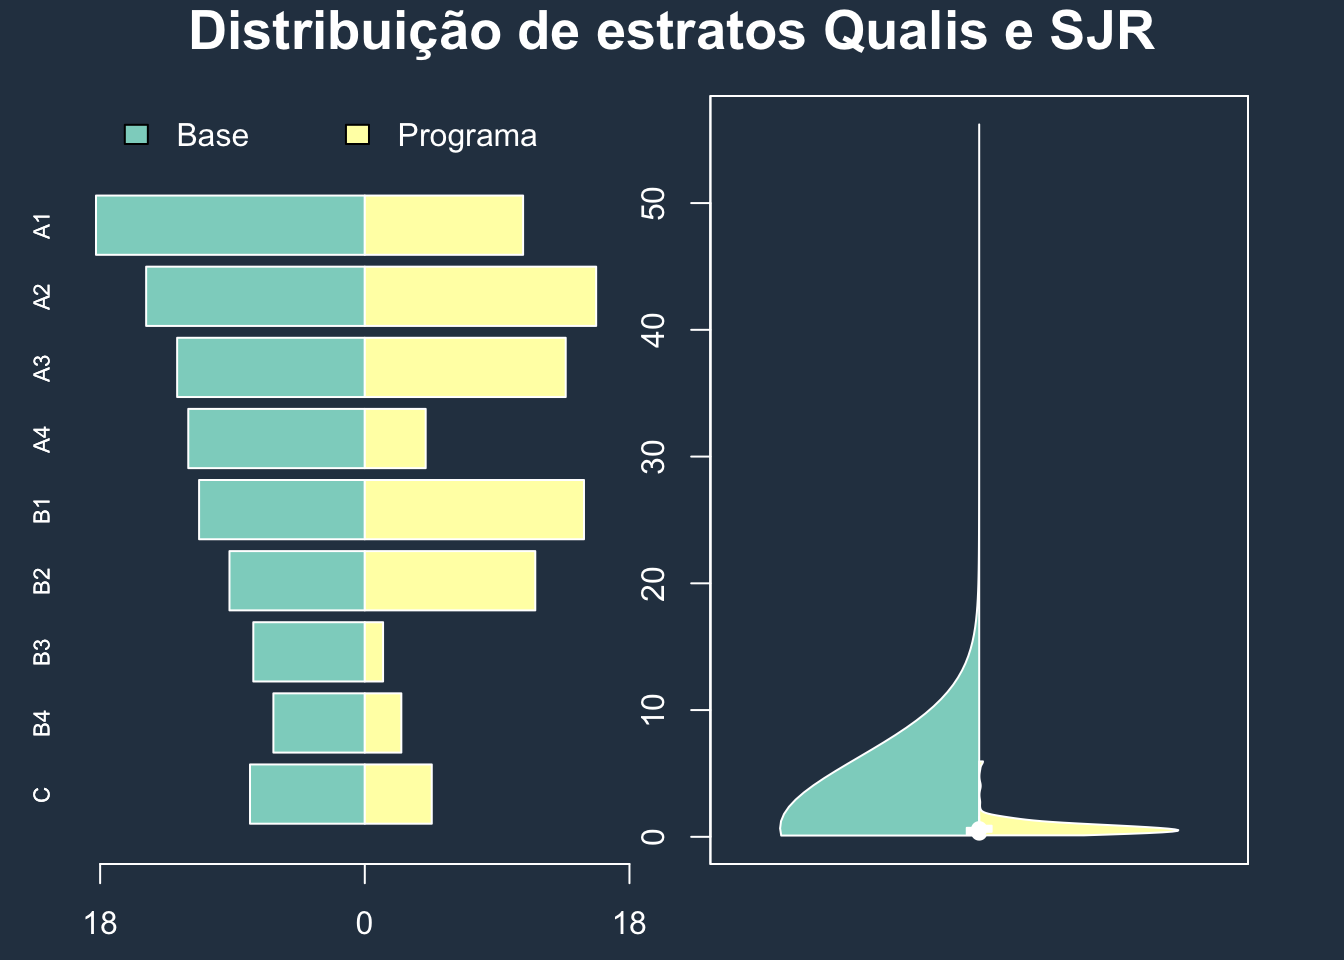 Distribuição de estratos Qualis e SJR
Base Programa
A1
A2
A3
A4
B1
B2
B3
B4
C
18 0 18
50
40
30
20
10
0